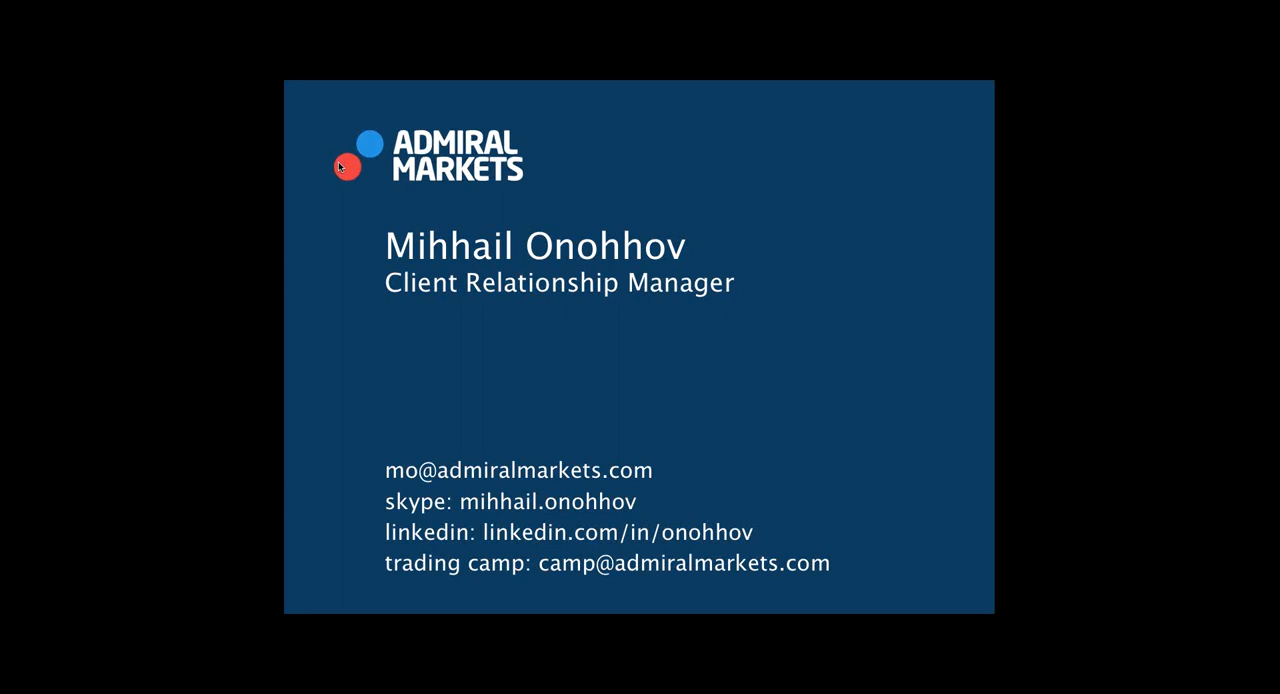 ADMIRAL
MARKETS
Mihhail Onohhov
Client Relationship Manager
mo@admiralmarkets.com
skype: mihhail.onohhov
linkedin: linkedin.com/in/onohhov
trading camp: camp@admiralmarkets.com